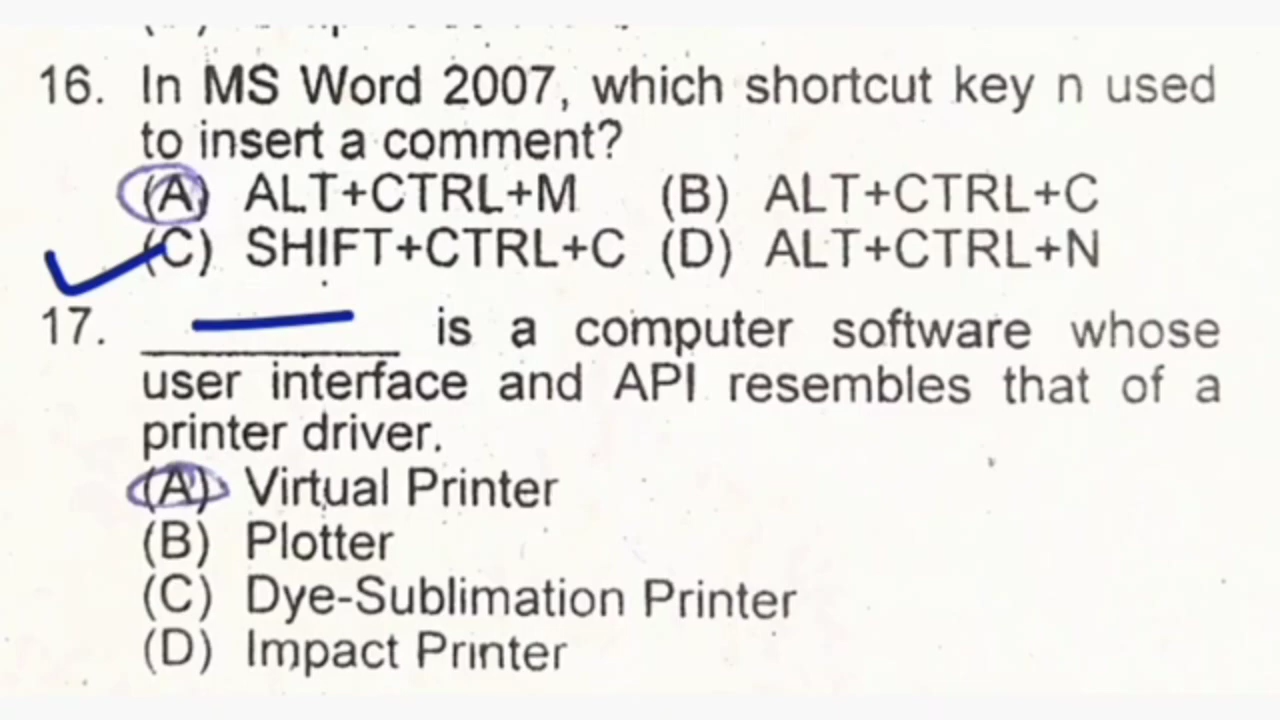 16. In MS Word 2007, which shortcut key n used
to insert a comment?
(A) ALT+CTRL+M (B) ALT+CTRL+C
(C) SHIFT+CTRL+C (D) ALT+CTRL+N
17. ________ is a computer software whose
user interface and API resembles that of a
printer driver.
(A) Virtual Printer
(B) Plotter
(C) Dye-Sublimation Printer
(D) Impact Printer